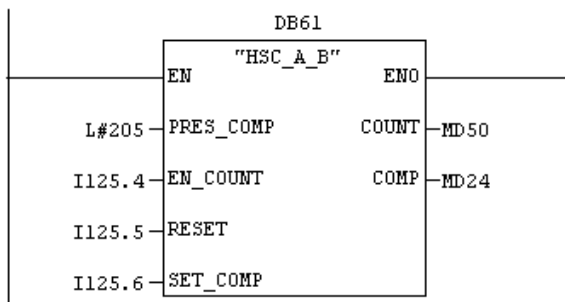 DB61
"HSC_A_B"
EN ENO
L#205 PRES_COMP COUNT MD50
I125.4 EN_COUNT COMP MD24
I125.5 RESET
I125.6 SET_COMP